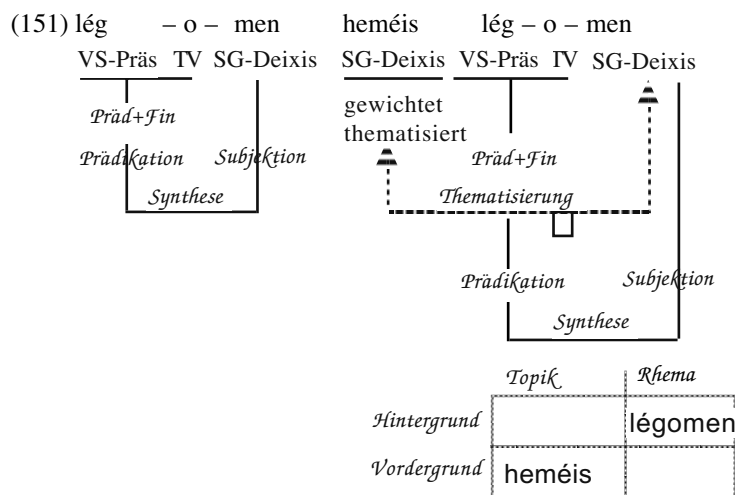 (151) lég – o – men heméis lég – o – men
VS-Präs TV SG-Deixis SG-Deixis VS-Präs TV SG-Deixis
gewichtet
thematisiert
Präd+Fin
Präd+Fin
Prädikation Subjektion
Synthese
Thematisierung
Prädikation Subjektion
Synthese
Topik Rhema
Hintergrund légomen
Vordergrund heméis